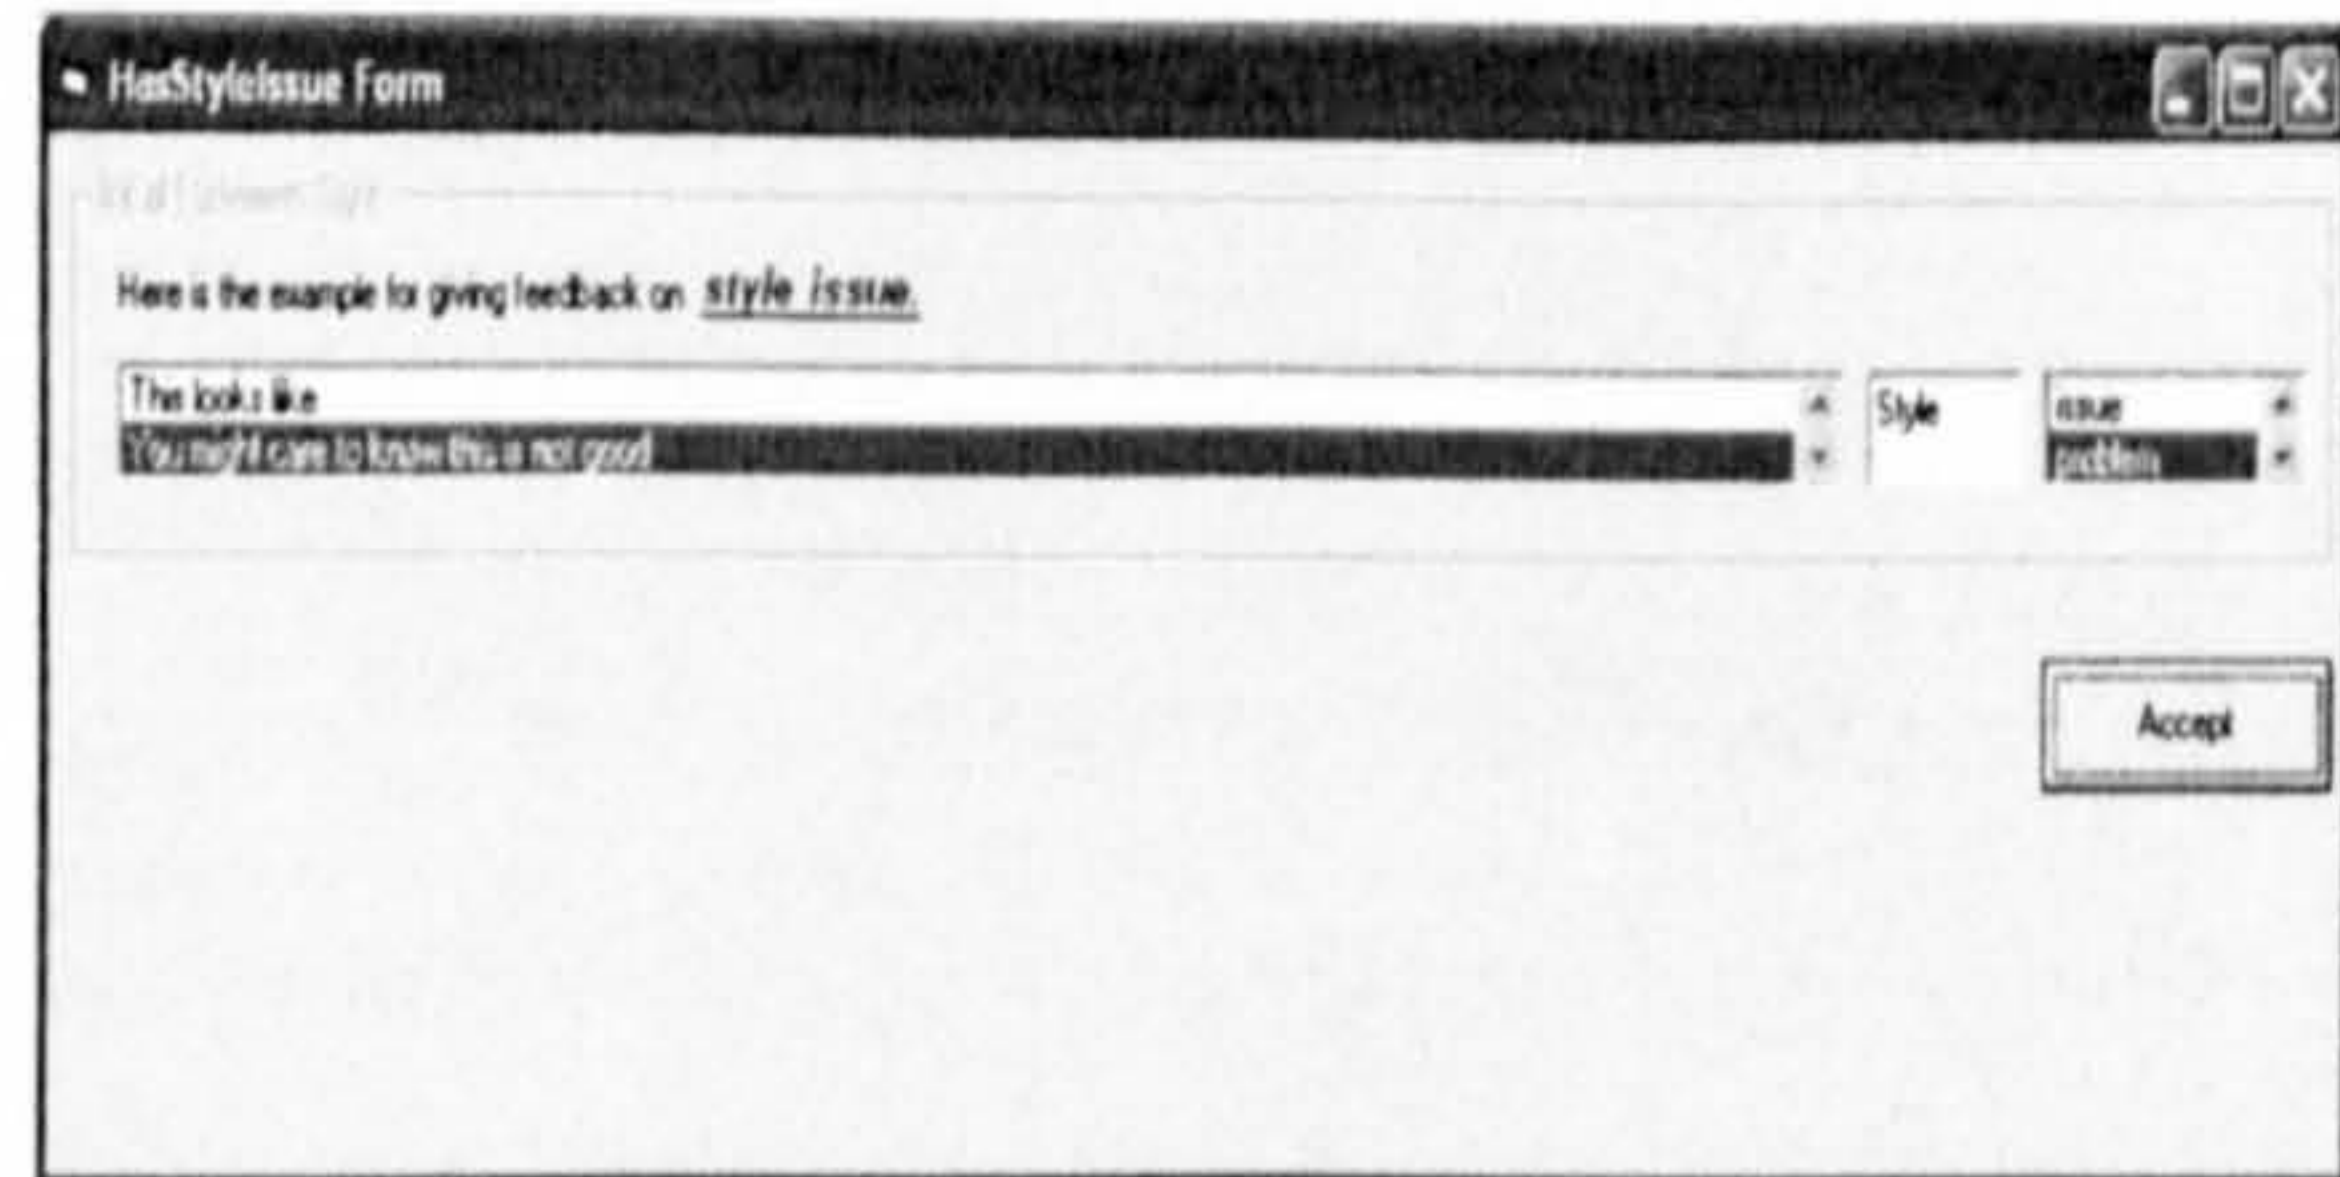 HasStyleIssue Form
Here is the example for giving feedback on style issue.
This looks like
You might care to know this is not good
Style
issue
problem
Accept